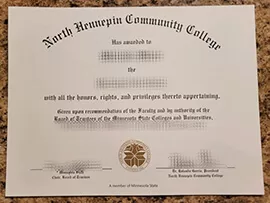 North Hennepin Community College
Has awarded to
the
with all the honors, rights, and privileges thereto appertaining.
Given upon recommendation of the Faculty and by authority of the
Board of Trustees of the Minnesota State Colleges and Universities,
Chair, Board of Trustees
President
North Hennepin Community College
A member of Minnesota State